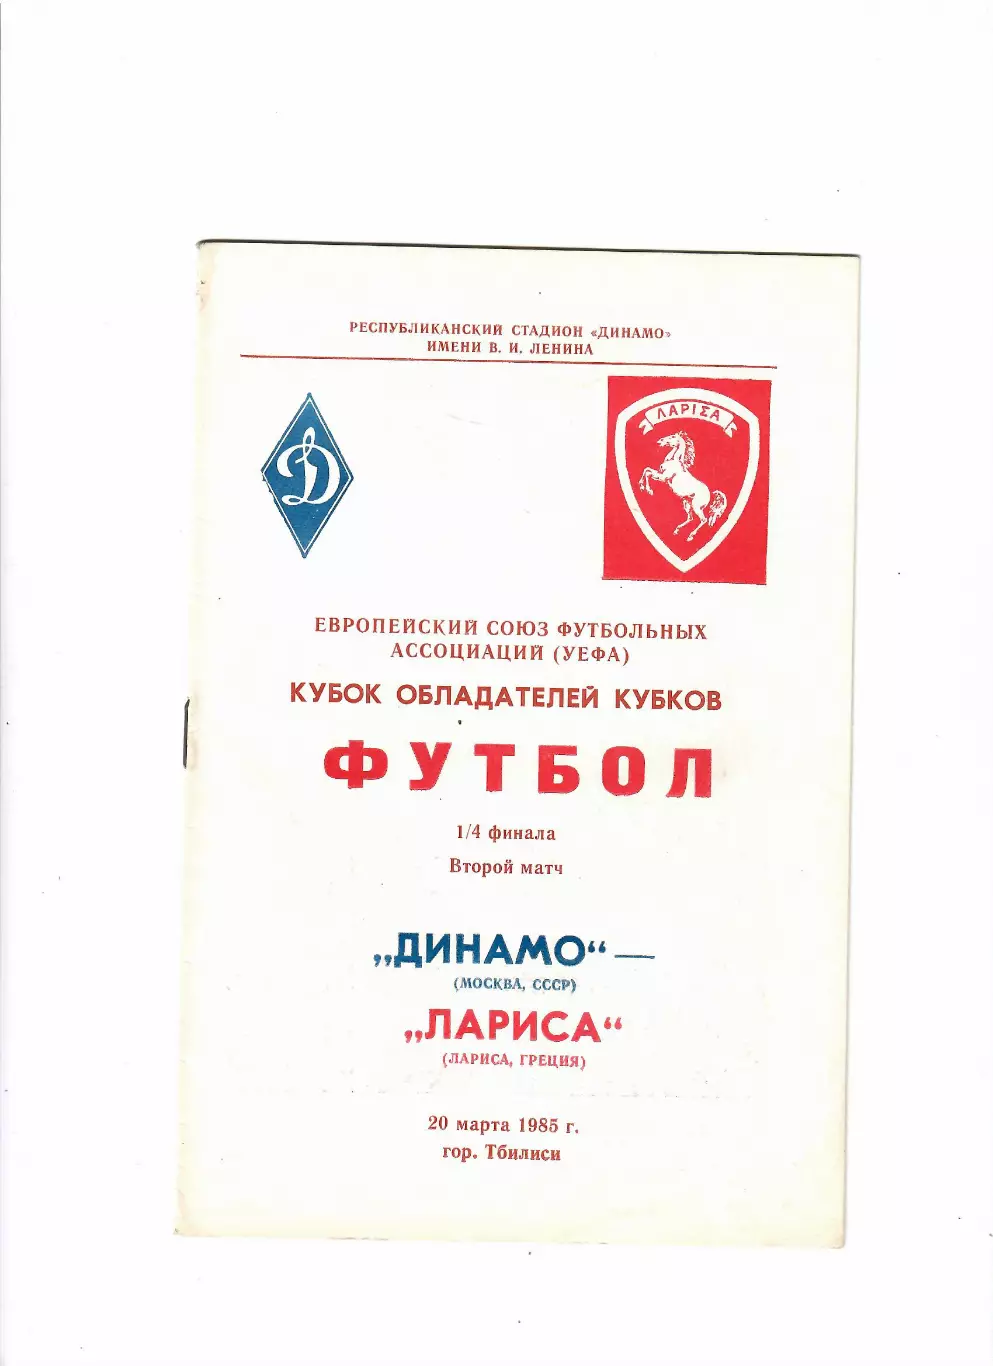 РЕСПУБЛИКАНСКИЙ СТАДИОН «ДИНАМО»
ИМЕНИ В. И. ЛЕНИНА
Д
ΛΑΡΙΣΑ
ЕВРОПЕЙСКИЙ СОЮЗ ФУТБОЛЬНЫХ
АССОЦИАЦИЙ (УЕФА)
КУБОК ОБЛАДАТЕЛЕЙ КУБКОВ
ФУТБОЛ
1/4 финала
Второй матч
„ДИНАМО“—
(МОСКВА, СССР)
„ЛАРИСА“
(ЛАРИСА, ГРЕЦИЯ)
20 марта 1985 г.
гор. Тбилиси